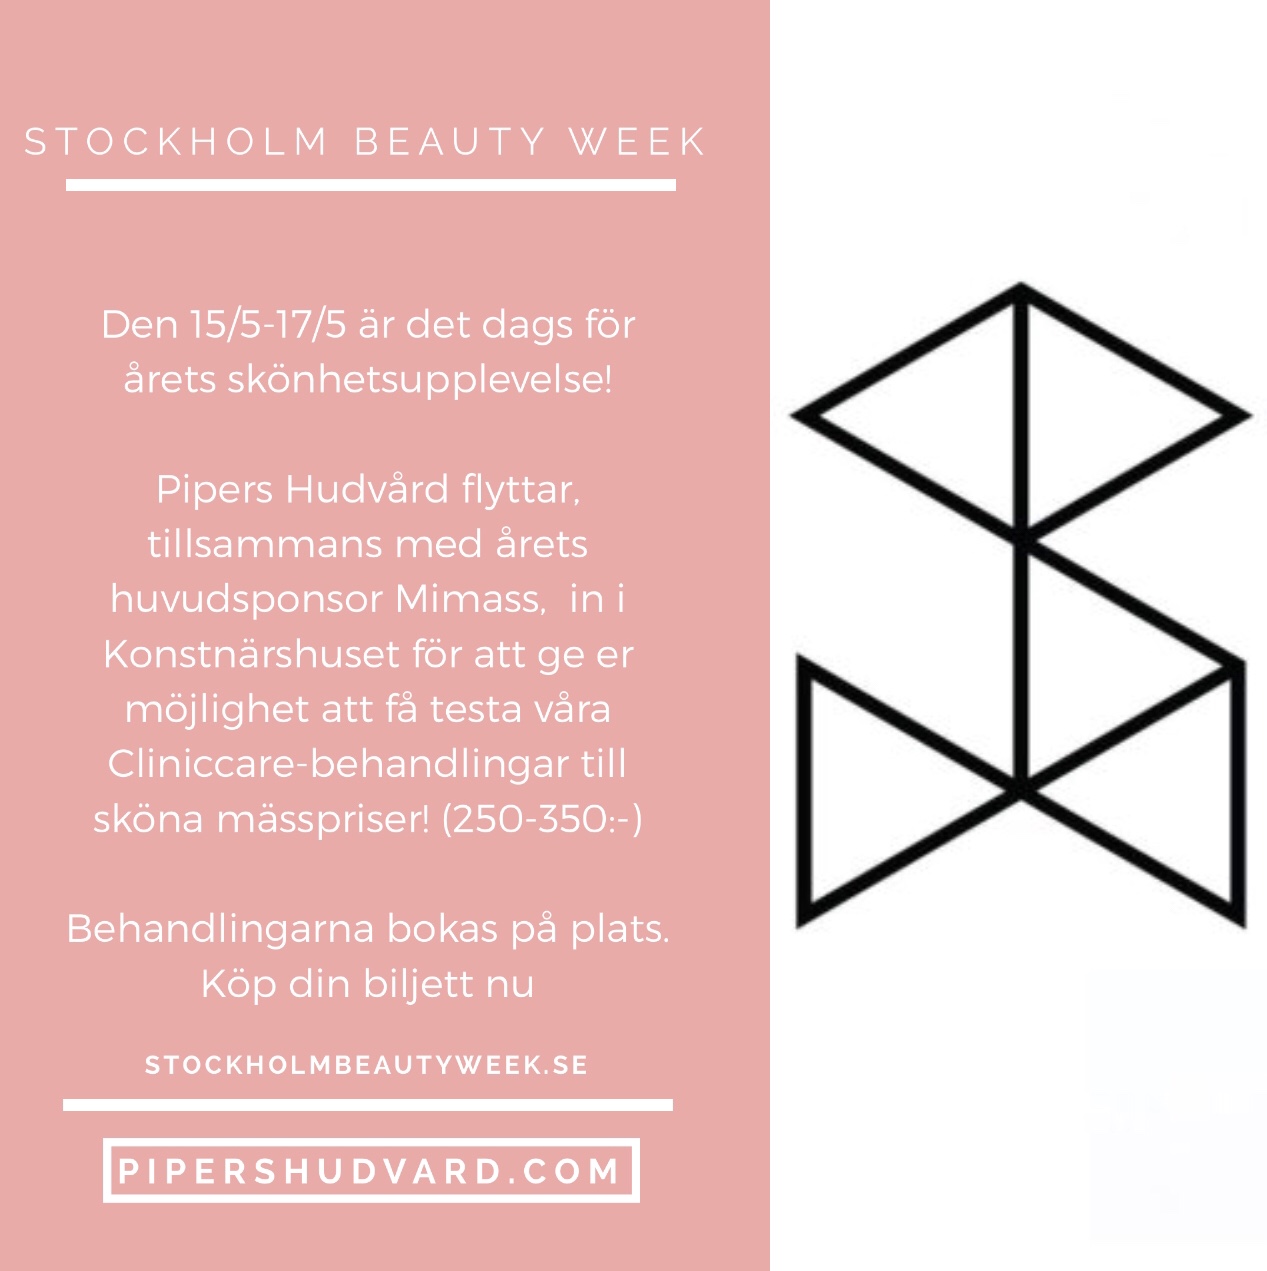 STOCKHOLM BEAUTY WEEK
Den 15/5-17/5 är det dags för
årets skönhetsupplevelse!
Pipers Hudvård flyttar,
tillsammans med årets
huvudsponsor Mimass,  in i
Konstnärshuset för att ge er
möjlighet att få testa våra
Cliniccare-behandlingar till
sköna mässpriser! (250-350:-)
Behandlingarna bokas på plats.
Köp din biljett nu
STOCKHOLMBEAUTYWEEK.SE
PIPERSHUDVARD.COM